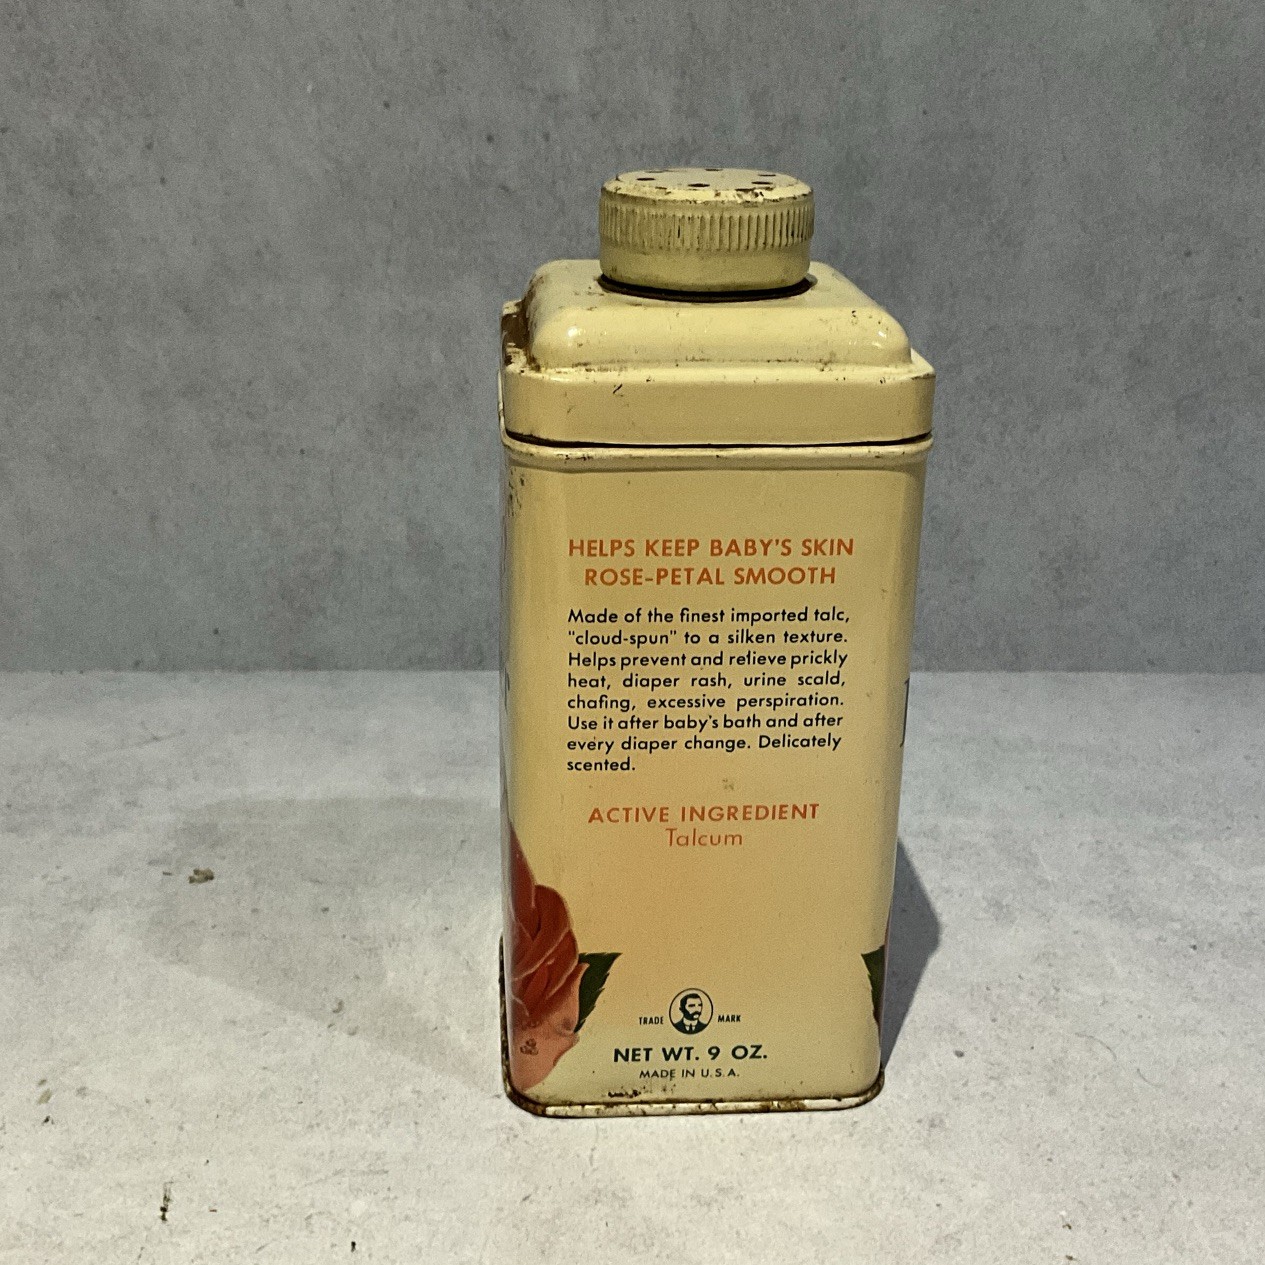 HELPS KEEP BABY'S SKIN
ROSE-PETAL SMOOTH
Made of the finest imported talc,
"cloud-spun" to a silken texture.
Helps prevent and relieve prickly
heat, diaper rash, urine scald,
chafing, excessive perspiration.
Use it after baby's bath and after
every diaper change. Delicately
scented.
ACTIVE INGREDIENT
Talcum
TRADE MARK
NET WT. 9 OZ.
MADE IN U.S.A.